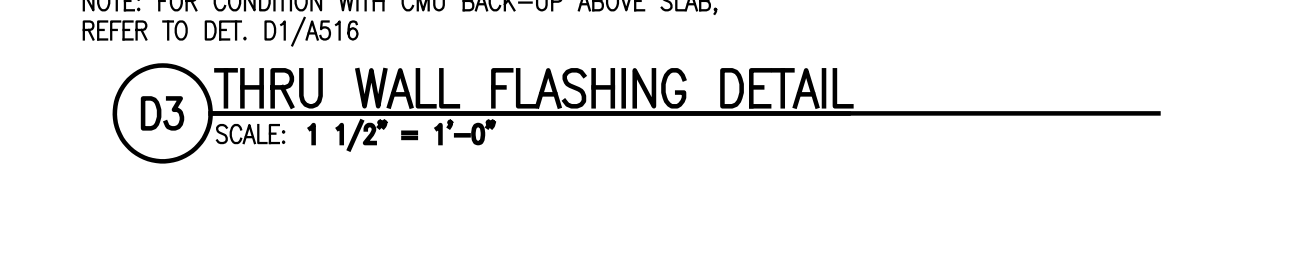 NOTE: FOR CONDITION WITH CMU BACK-UP ABOVE SLAB,
REFER TO DET. D1/A516
D3
THRU WALL FLASHING DETAIL
SCALE: 1 1/2" = 1'-0"